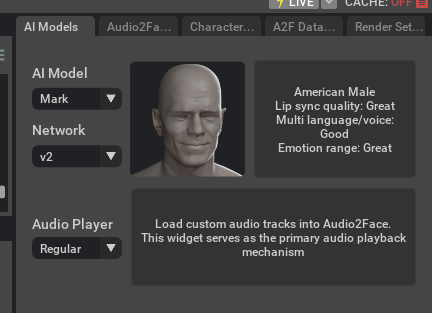 LIVE CACHE: OFF
AI Models Audio2Fa... Character... A2F Data... Render Set...
AI Model
Mark
Network
v2
American Male
Lip sync quality: Great
Multi language/voice:
Good
Emotion range: Great
Audio Player
Regular
Load custom audio tracks into Audio2Face.
This widget serves as the primary audio playback
mechanism